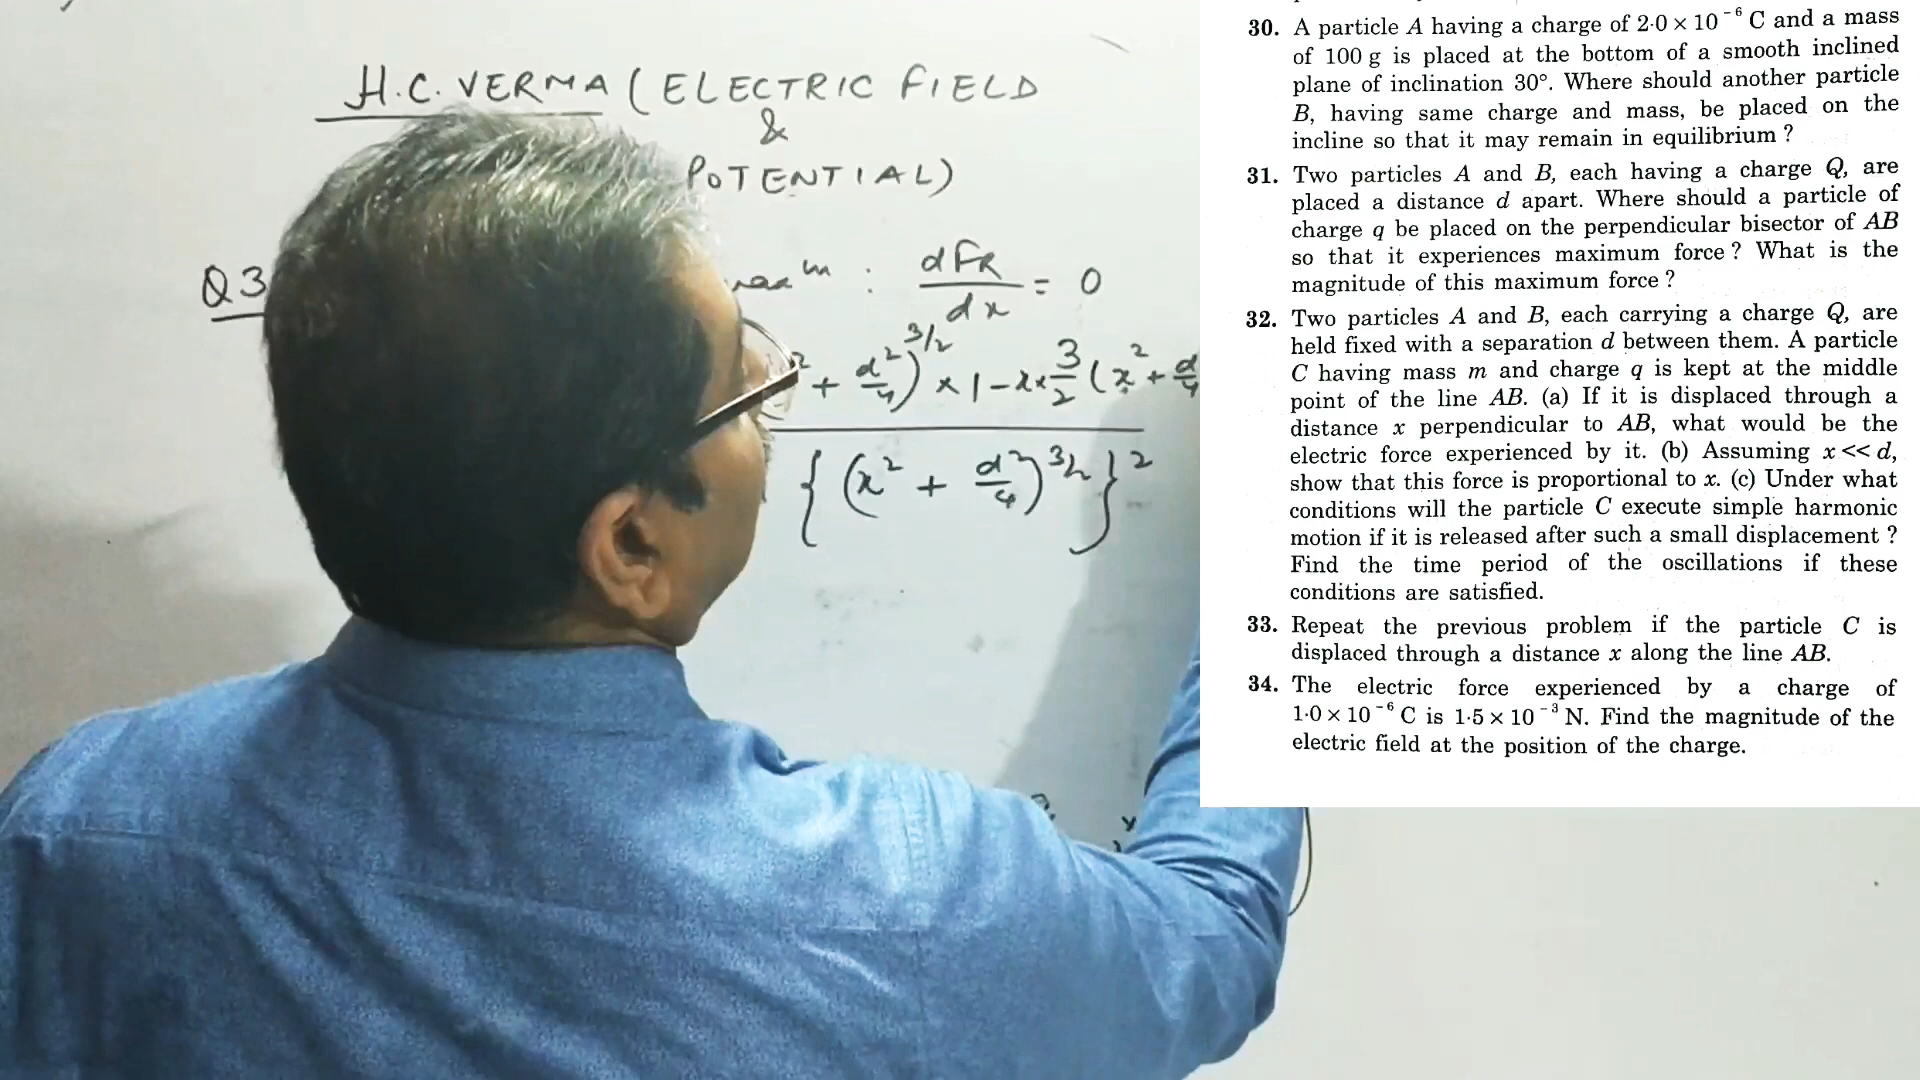 H.C. VERMA (ELECTRIC FIELD
&
POTENTIAL)
Q3
: dFR/dx = 0
+ d²/4)^3/2 × 1 - x × 3/2 (x² + d/4
{(x² + d²/4)^3/2}²
30. A particle A having a charge of 2·0 × 10⁻⁶ C and a mass
of 100 g is placed at the bottom of a smooth inclined
plane of inclination 30°. Where should another particle
B, having same charge and mass, be placed on the
incline so that it may remain in equilibrium ?
31. Two particles A and B, each having a charge Q, are
placed a distance d apart. Where should a particle of
charge q be placed on the perpendicular bisector of AB
so that it experiences maximum force ? What is the
magnitude of this maximum force ?
32. Two particles A and B, each carrying a charge Q, are
held fixed with a separation d between them. A particle
C having mass m and charge q is kept at the middle
point of the line AB. (a) If it is displaced through a
distance x perpendicular to AB, what would be the
electric force experienced by it. (b) Assuming x << d,
show that this force is proportional to x. (c) Under what
conditions will the particle C execute simple harmonic
motion if it is released after such a small displacement ?
Find the time period of the oscillations if these
conditions are satisfied.
33. Repeat the previous problem if the particle C is
displaced through a distance x along the line AB.
34. The electric force experienced by a charge of
1·0 × 10⁻⁶ C is 1·5 × 10⁻³ N. Find the magnitude of the
electric field at the position of the charge.